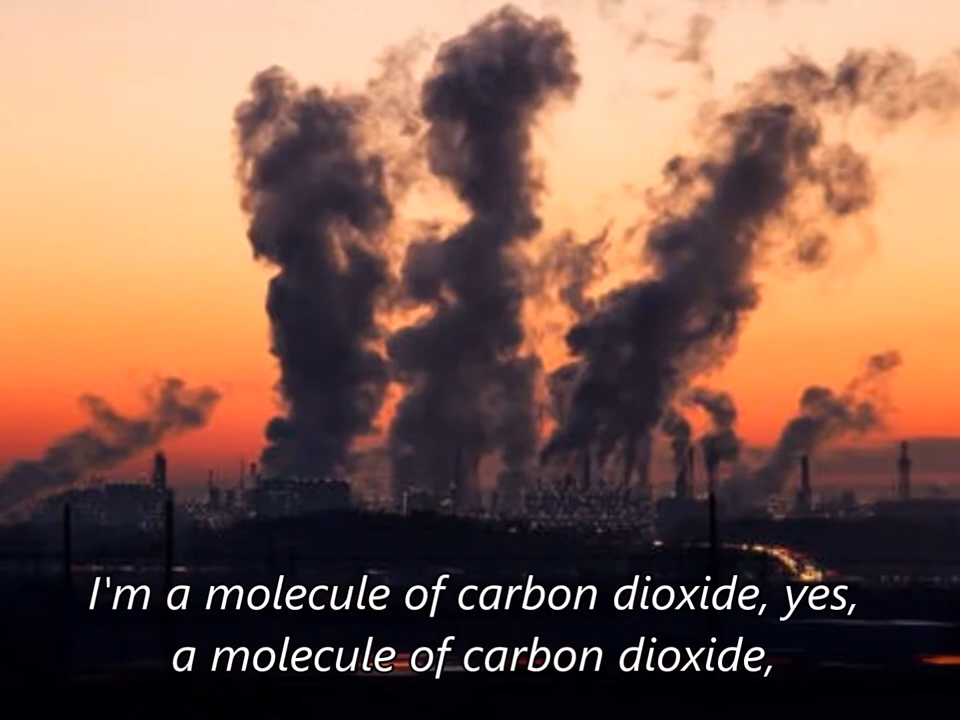 I'm a molecule of carbon dioxide, yes,
a molecule of carbon dioxide,